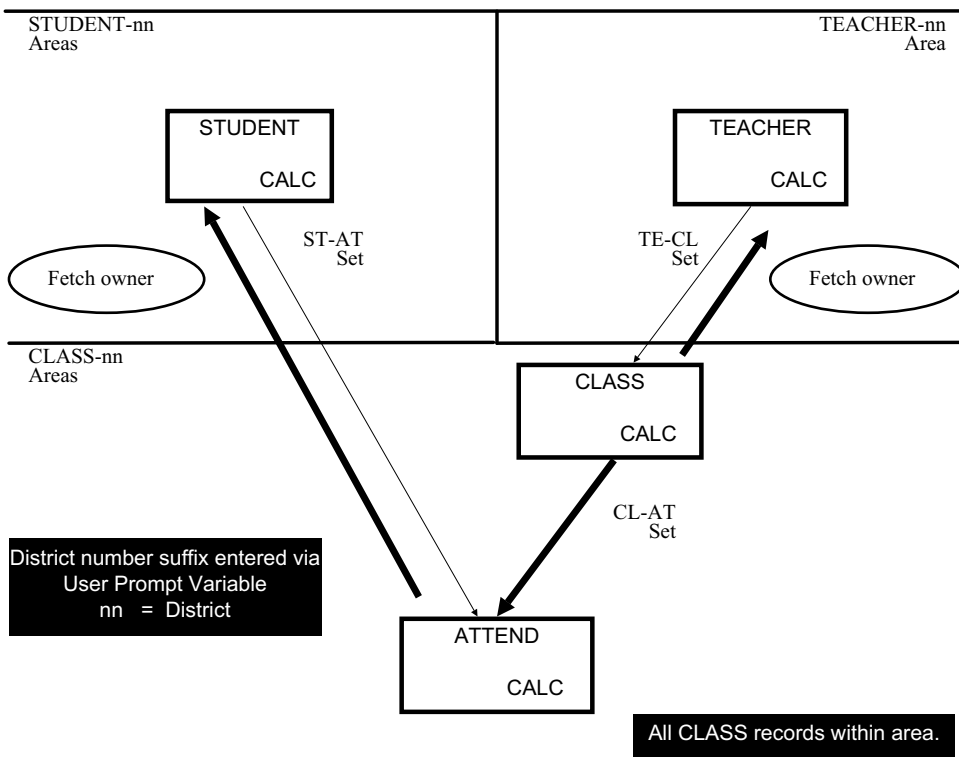 STUDENT-nn
Areas
TEACHER-nn
Area
STUDENT
CALC
TEACHER
CALC
ST-AT
Set
TE-CL
Set
Fetch owner
Fetch owner
CLASS-nn
Areas
CLASS
CALC
CL-AT
Set
District number suffix entered via
User Prompt Variable
nn = District
ATTEND
CALC
All CLASS records within area.